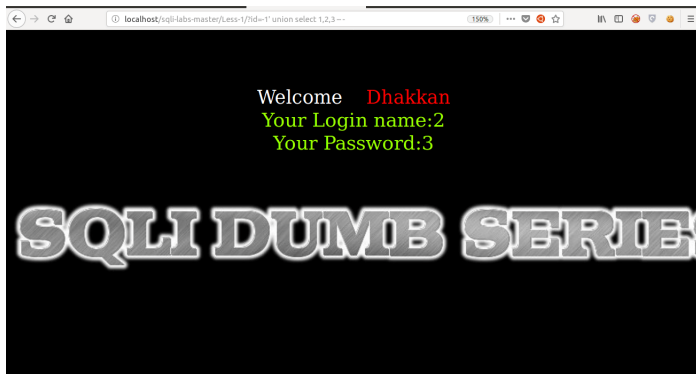 localhost/sqli-labs-master/Less-1/?id=-1' union select 1,2,3 -- -
150%
Welcome Dhakkan
Your Login name:2
Your Password:3
SQLI DUMB SERIES